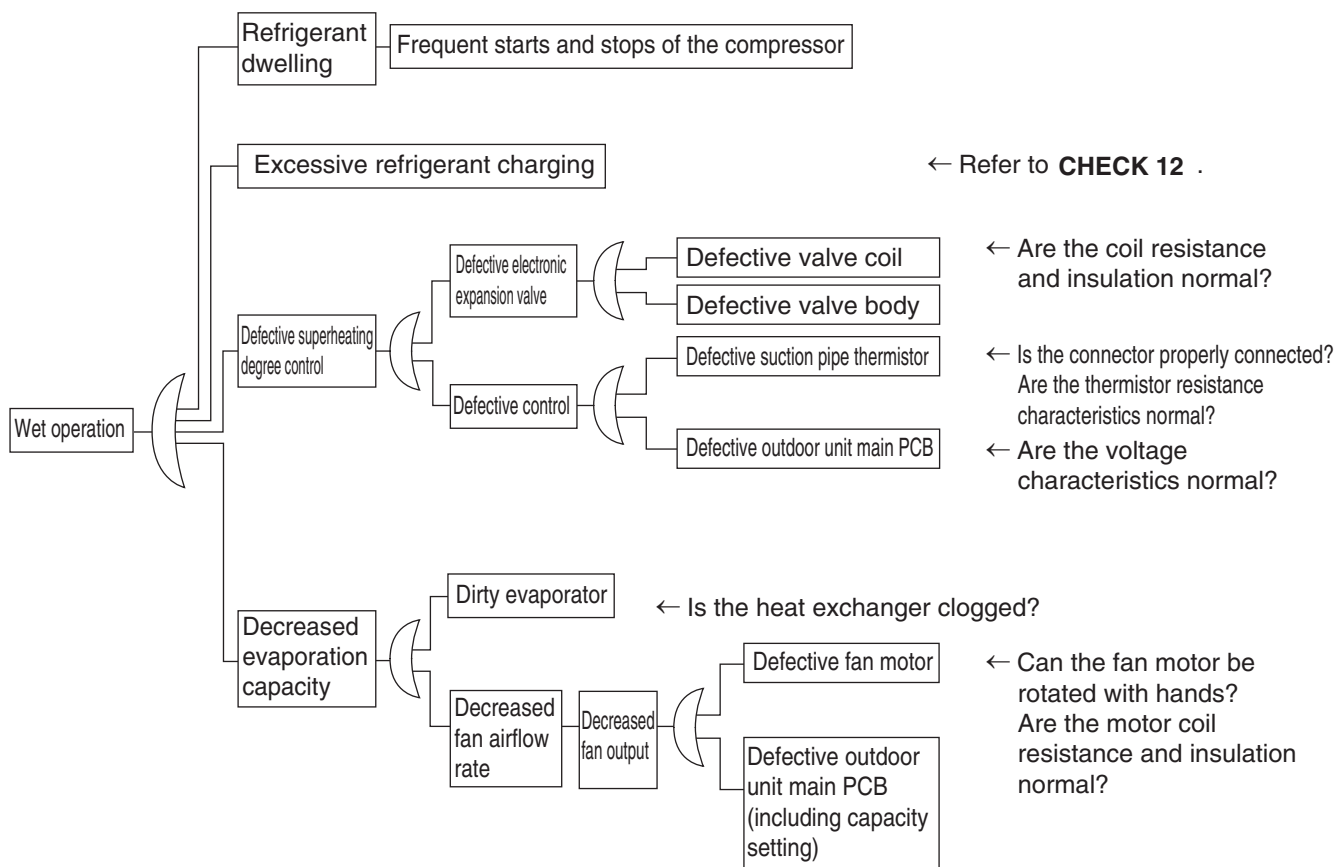 Refrigerant
dwelling
Frequent starts and stops of the compressor
Excessive refrigerant charging
← Refer to CHECK 12 .
Wet operation
Defective superheating
degree control
Defective electronic
expansion valve
Defective valve coil
← Are the coil resistance
and insulation normal?
Defective valve body
Defective control
Defective suction pipe thermistor
← Is the connector properly connected?
Are the thermistor resistance
characteristics normal?
Defective outdoor unit main PCB
← Are the voltage
characteristics normal?
Decreased
evaporation
capacity
Dirty evaporator
← Is the heat exchanger clogged?
Decreased
fan airflow
rate
Decreased
fan output
Defective fan motor
← Can the fan motor be
rotated with hands?
Are the motor coil
resistance and insulation
normal?
Defective outdoor
unit main PCB
(including capacity
setting)